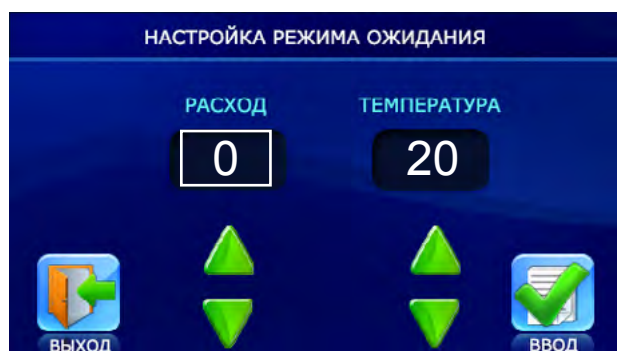 НАСТРОЙКА РЕЖИМА ОЖИДАНИЯ
РАСХОД ТЕМПЕРАТУРА
0 20
ВЫХОД ВВОД